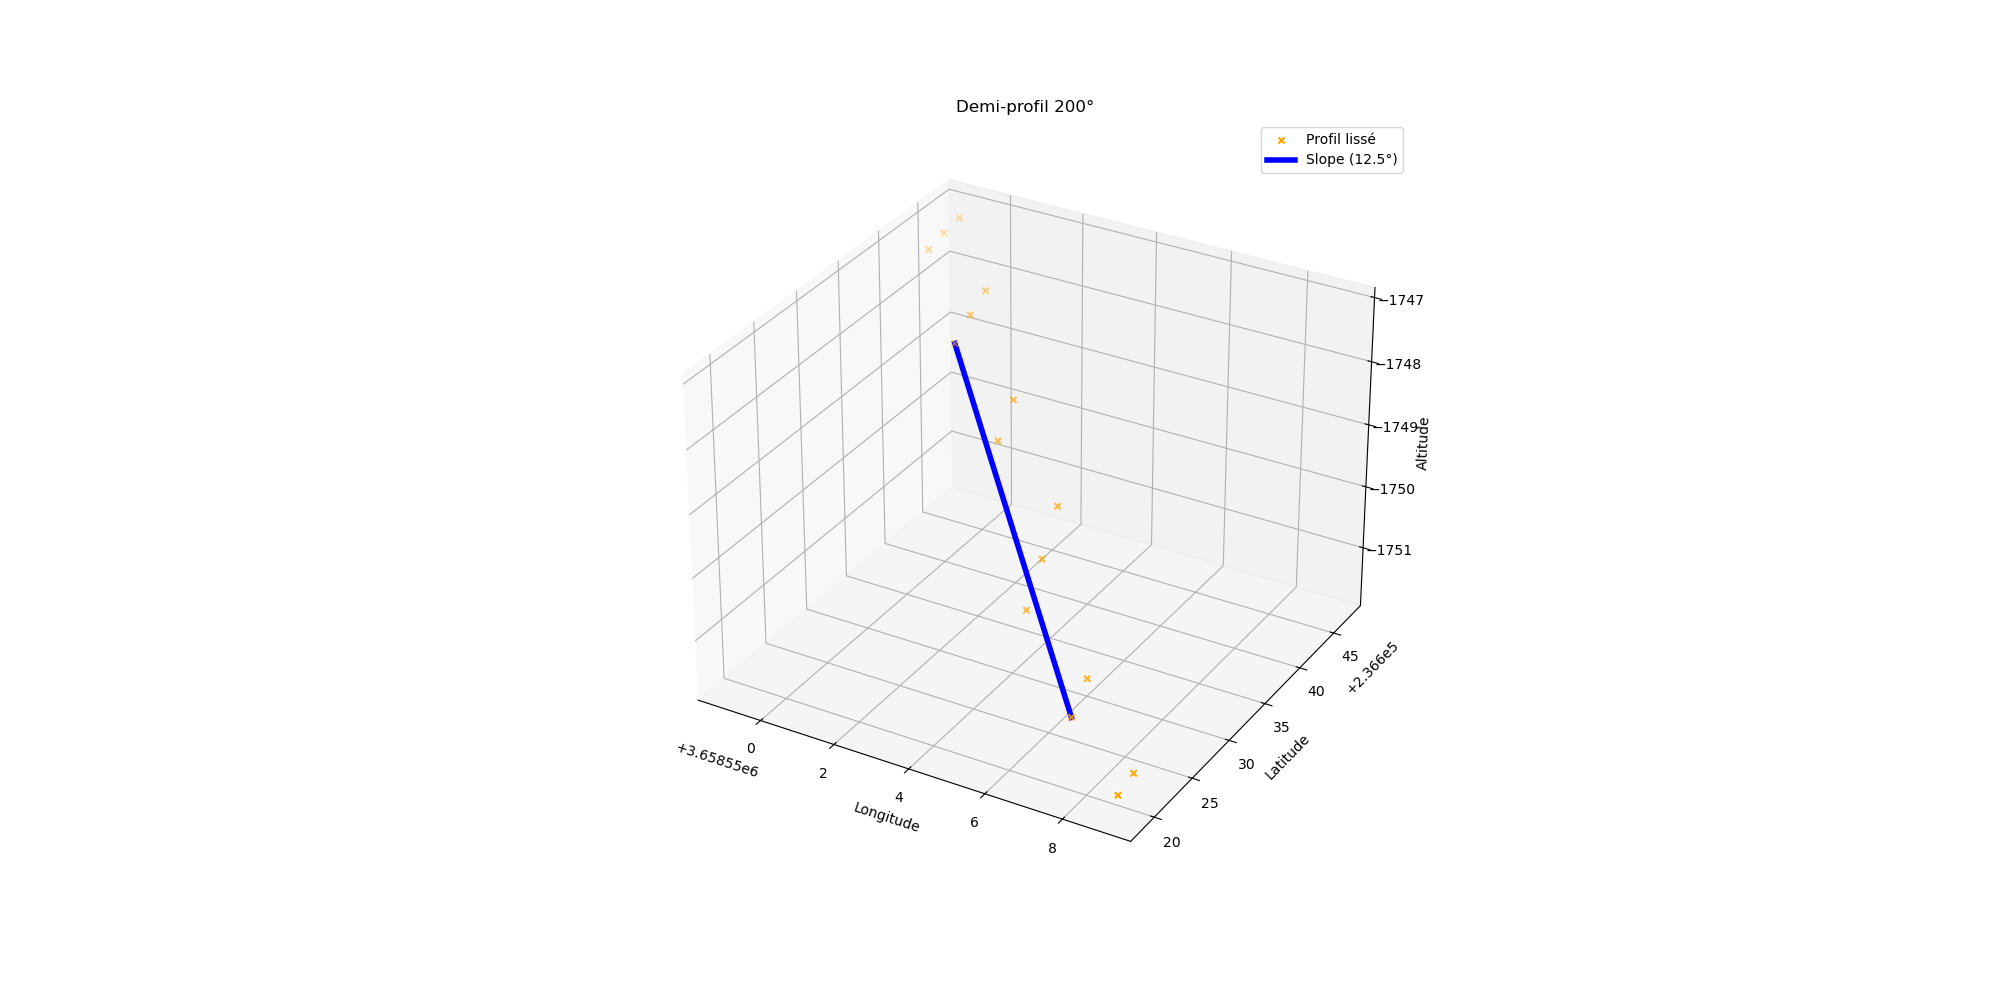 Demi-profil 200°
Profil lissé
Slope (12.5°)
−1747
−1748
−1749
−1750
−1751
Altitude
45
40
35
30
25
20
+2.366e5
Latitude
0
2
4
6
8
+3.65855e6
Longitude